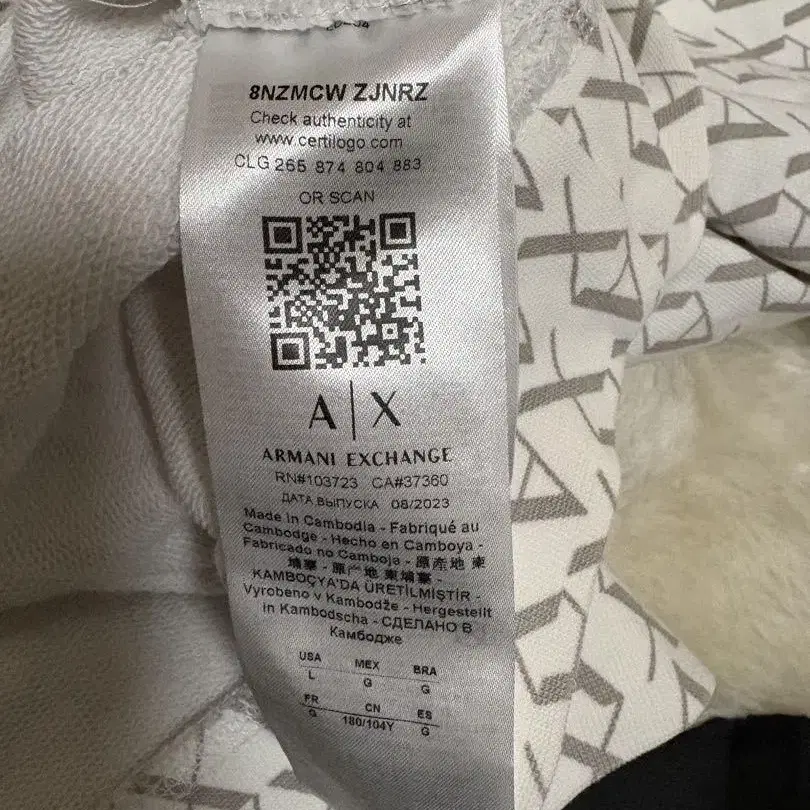 8NZMCW ZJNRZ
Check authenticity at
www.certilogo.com
CLG 265 874 804 883
OR SCAN
A|X
ARMANI EXCHANGE
RN#103723 CA#37360
ДАТА ВЫПУСКА 08/2023
Made in Cambodia - Fabriqué au
Cambodge - Hecho en Camboya -
Fabricado no Camboja - 原産地 柬
埔寨 - 原产地 柬埔寨 -
KAMBOÇYA'DA ÜRETİLMİŞTİR -
Vyrobeno v Kambodže - Hergestellt
in Kambodscha - СДЕЛАНО В
Камбодже
USA MEX BRA
L G G
FR CN ES
G 180/104Y G